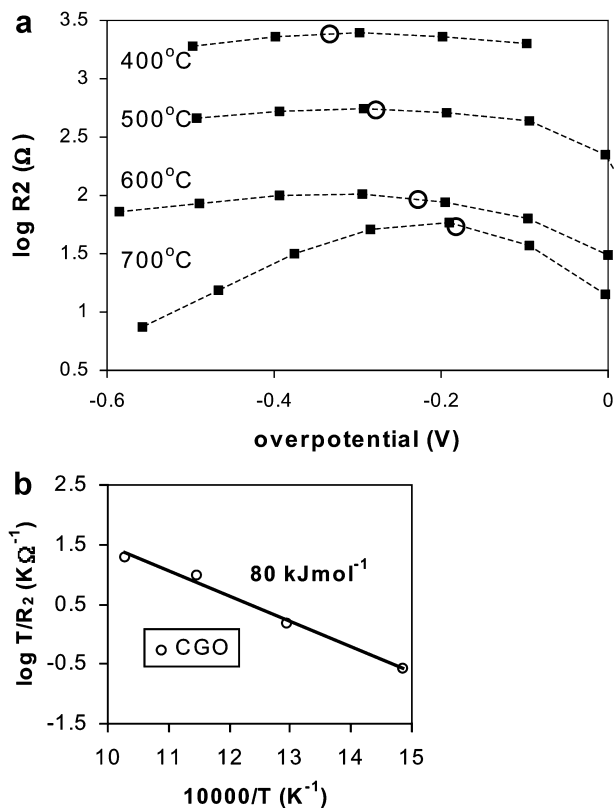 a
3.5
400°C
3
500°C
2.5
600°C
2
1.5
700°C
1
0.5
log R2 (Ω)
-0.6
-0.4
-0.2
0
overpotential (V)
b
2.5
1.5
80 kJmol⁻¹
0.5
CGO
-0.5
-1.5
log T/R₂ (KΩ⁻¹)
10
11
12
13
14
15
10000/T (K⁻¹)